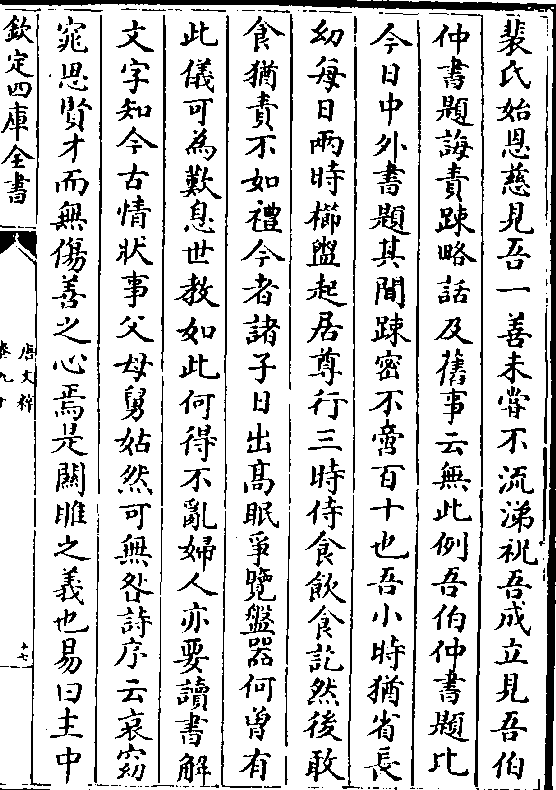 裴氏始恩慈見吾一善未嘗不流涕祝吾成立見吾伯
仲書題誨責踈略話及舊事云無此例吾伯仲書題比
今日中外書題其間踈密不啻百十也吾小時猶省長
幼每日兩時櫛盥起居尊行三時侍食飲食訖然後敢
食猶責不如禮今者諸子日出髙眠爭覽盤器何曽有
此儀可為歎息世教如此何得不亂婦人亦要讀書解
文字知今古情狀事父母舅姑然可無咎詩序云哀窈
窕思賢才而無傷善之心焉是關雎之義也易曰主中
欽定四庫全書
唐文粹
卷九十
十七